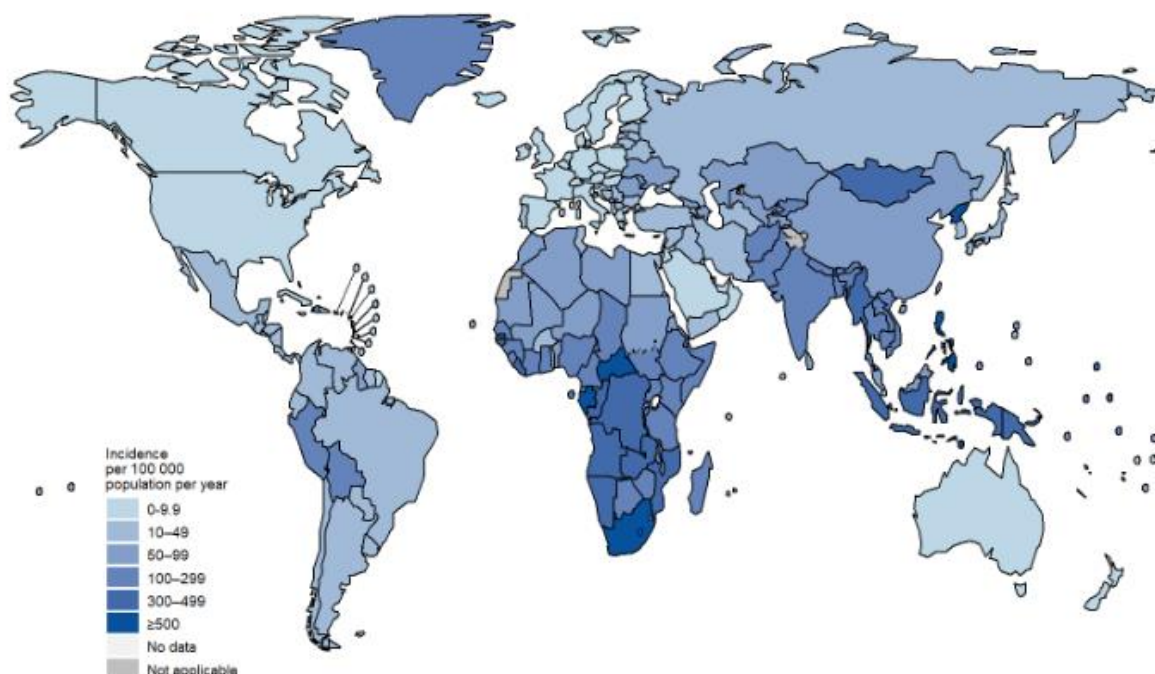 Incidence
per 100 000
population per year
0-9.9
10–49
50–99
100–299
300–499
≥500
No data
Not applicable